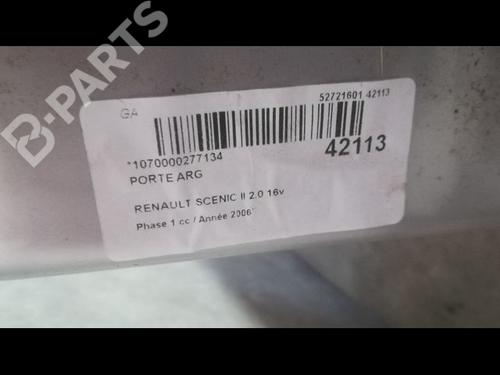 B-PARTS
GA
52721601 42113
*1070000277134
42113
PORTE ARG
RENAULT SCENIC II 2.0 16v
Phase 1 cc / Année 2006